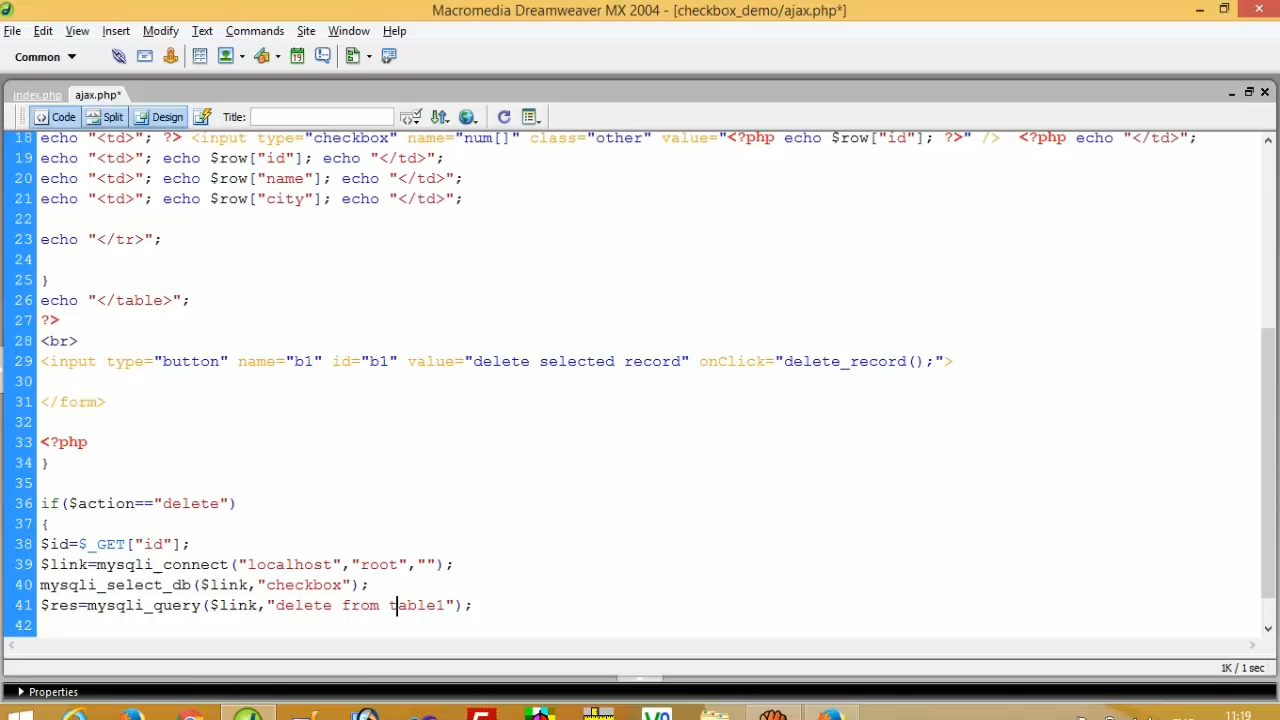 Macromedia Dreamweaver MX 2004 - [checkbox_demo/ajax.php*]
File Edit View Insert Modify Text Commands Site Window Help
Common
index.php ajax.php*
Code Split Design Title:
18 echo "<td>"; ?> <input type="checkbox" name="num[]" class="other" value="<?php echo $row["id"]; ?>" /> <?php echo "</td>";
19 echo "<td>"; echo $row["id"]; echo "</td>";
20 echo "<td>"; echo $row["name"]; echo "</td>";
21 echo "<td>"; echo $row["city"]; echo "</td>";
22
23 echo "</tr>";
24
25 }
26 echo "</table>";
27 ?>
28 <br>
29 <input type="button" name="b1" id="b1" value="delete selected record" onClick="delete_record();">
30
31 </form>
32
33 <?php
34 }
35
36 if($action=="delete")
37 {
38 $id=$_GET["id"];
39 $link=mysqli_connect("localhost","root","");
40 mysqli_select_db($link,"checkbox");
41 $res=mysqli_query($link,"delete from table1");
42
1K / 1 sec
Properties
11:19